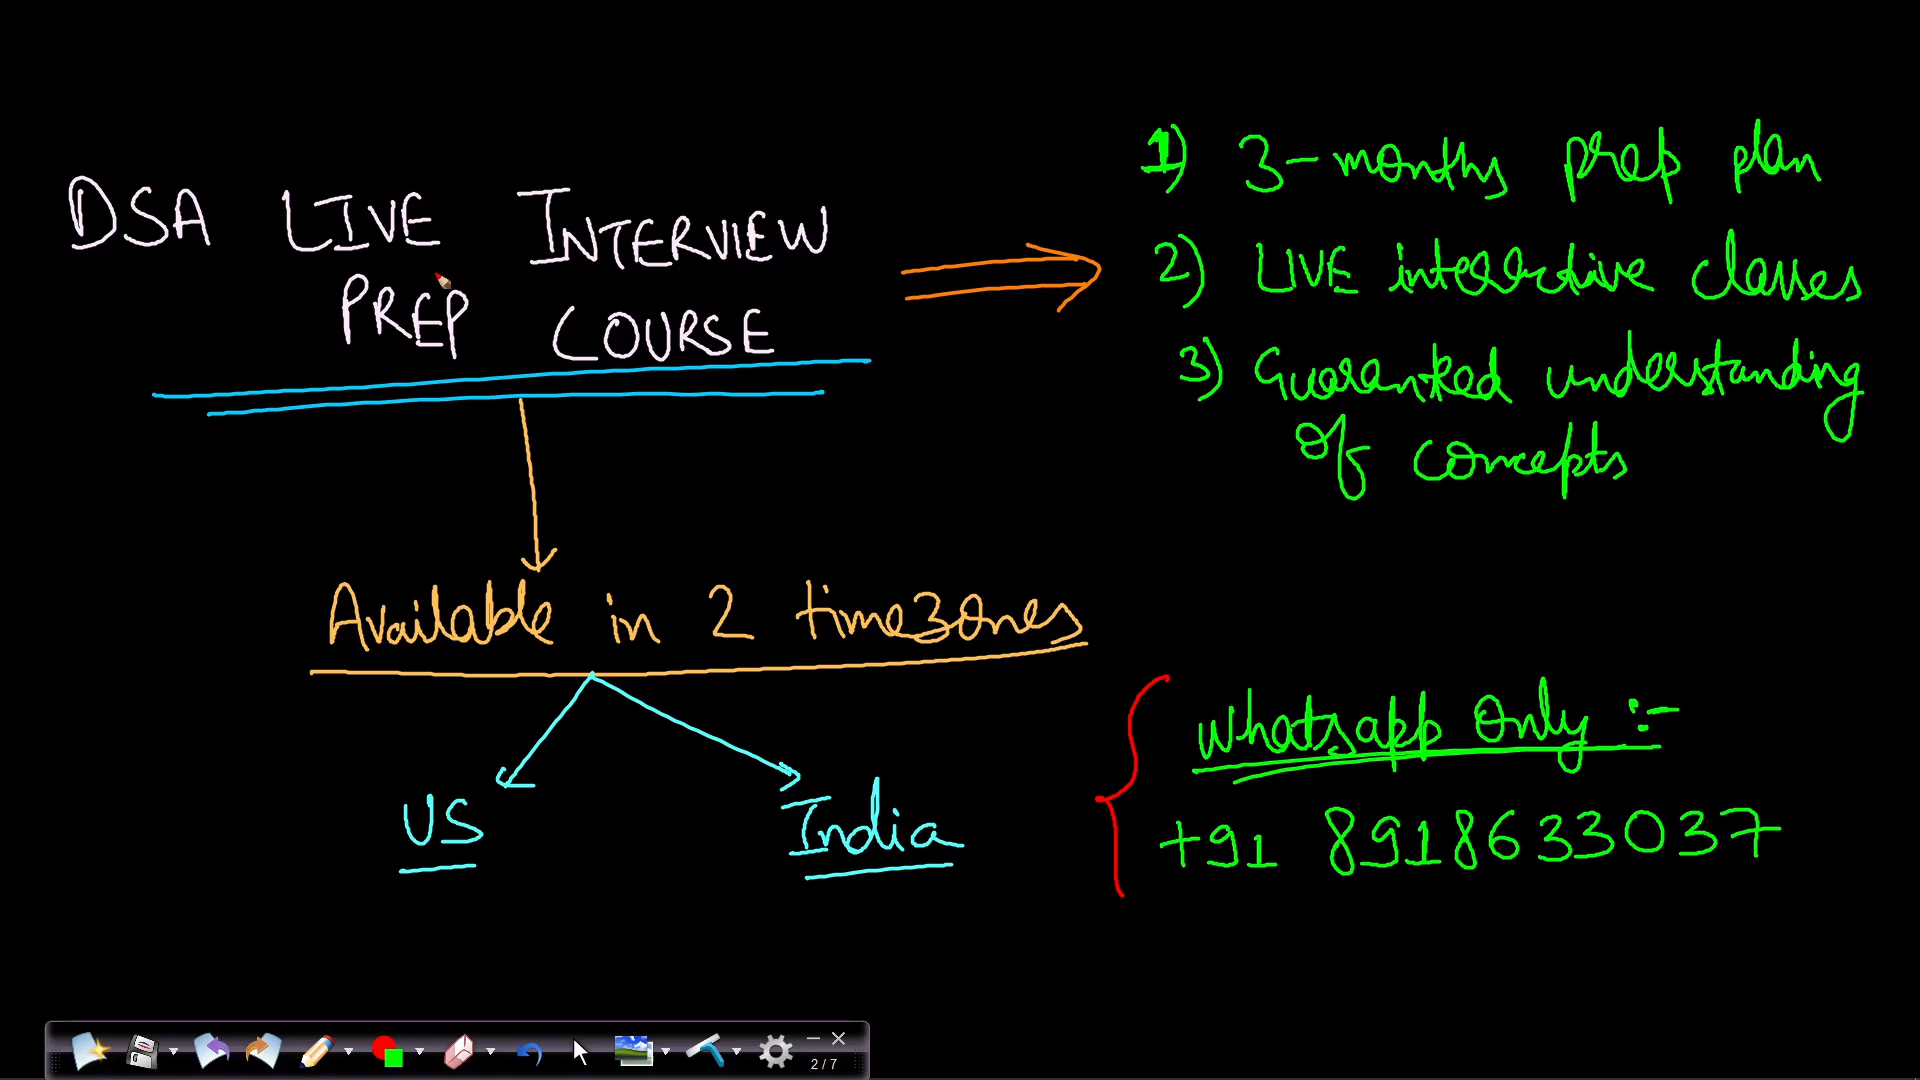 DSA LIVE INTERVIEW
PREP COURSE
1) 3-months prep plan
2) LIVE interactive classes
3) Guaranteed understanding
of concepts
Available in 2 timezones
US
India
Whatsapp Only :-
+91 8918633037
2 / 7